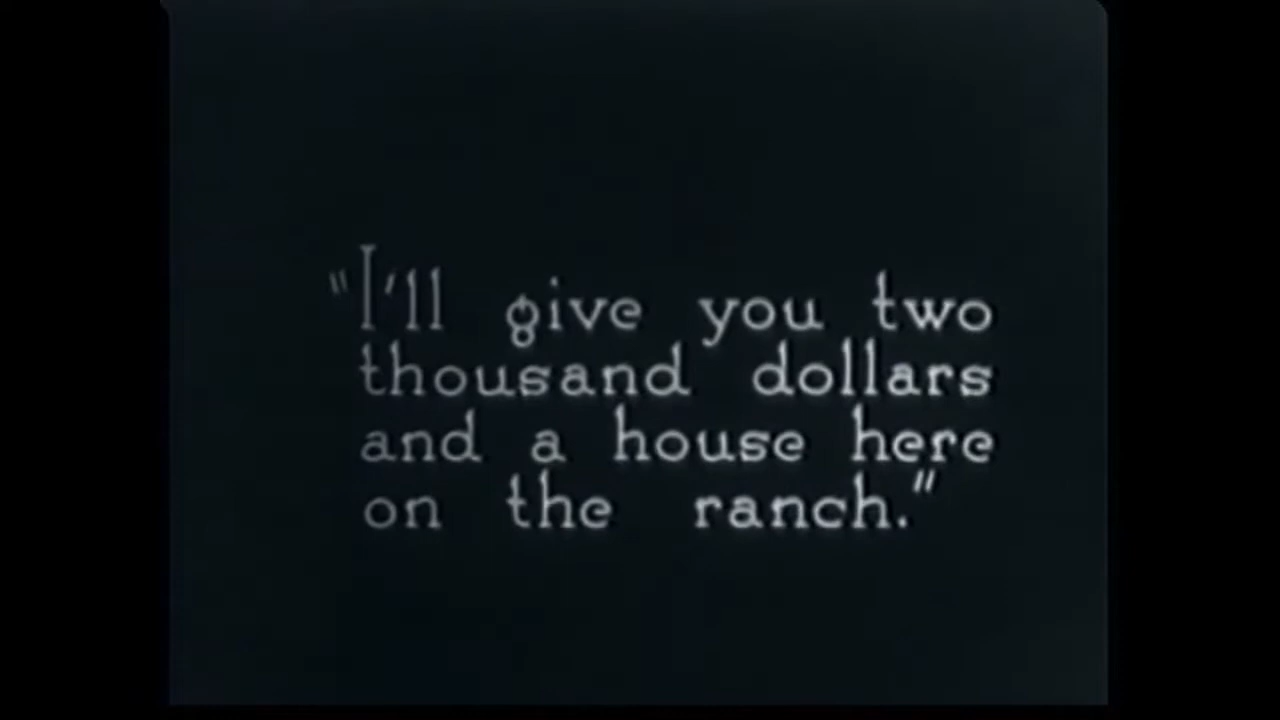 "I'll give you two
thousand dollars
and a house here
on the ranch."